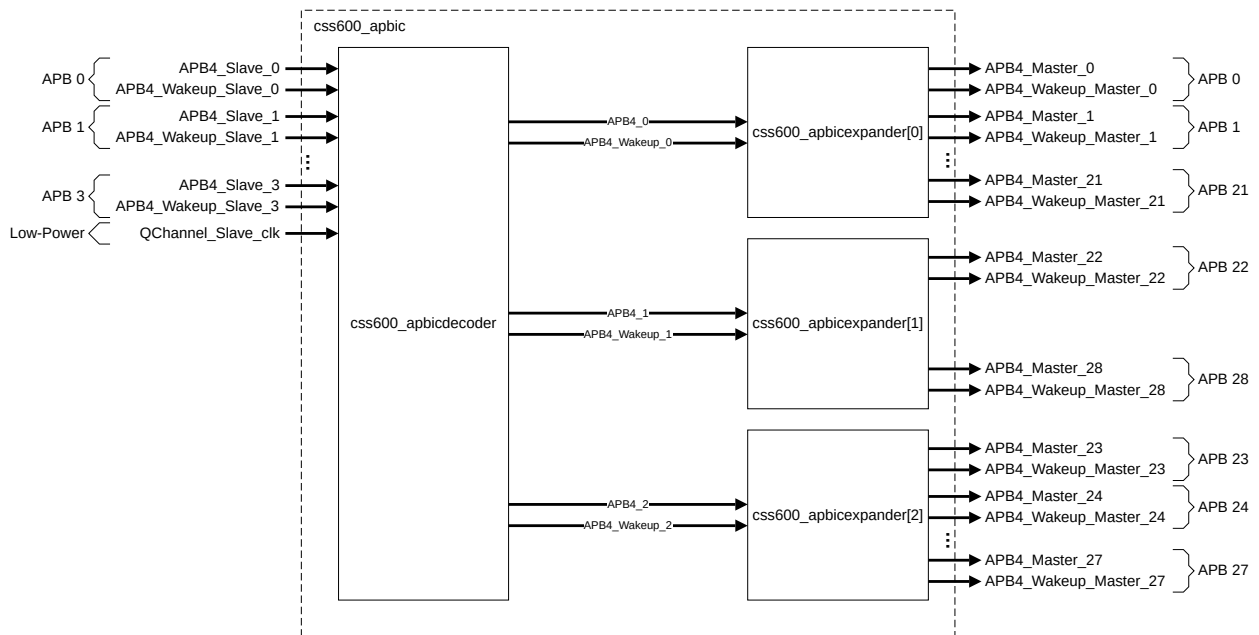 css600_apbic
APB 0
APB4_Slave_0
APB4_Wakeup_Slave_0
APB 1
APB4_Slave_1
APB4_Wakeup_Slave_1
...
APB 3
APB4_Slave_3
APB4_Wakeup_Slave_3
Low-Power
QChannel_Slave_clk
css600_apbicdecoder
APB4_0
APB4_Wakeup_0
APB4_1
APB4_Wakeup_1
APB4_2
APB4_Wakeup_2
css600_apbicexpander[0]
css600_apbicexpander[1]
css600_apbicexpander[2]
APB4_Master_0
APB4_Wakeup_Master_0
APB 0
APB4_Master_1
APB4_Wakeup_Master_1
APB 1
...
APB4_Master_21
APB4_Wakeup_Master_21
APB 21
APB4_Master_22
APB4_Wakeup_Master_22
APB 22
APB4_Master_28
APB4_Wakeup_Master_28
APB 28
APB4_Master_23
APB4_Wakeup_Master_23
APB 23
APB4_Master_24
APB4_Wakeup_Master_24
APB 24
...
APB4_Master_27
APB4_Wakeup_Master_27
APB 27